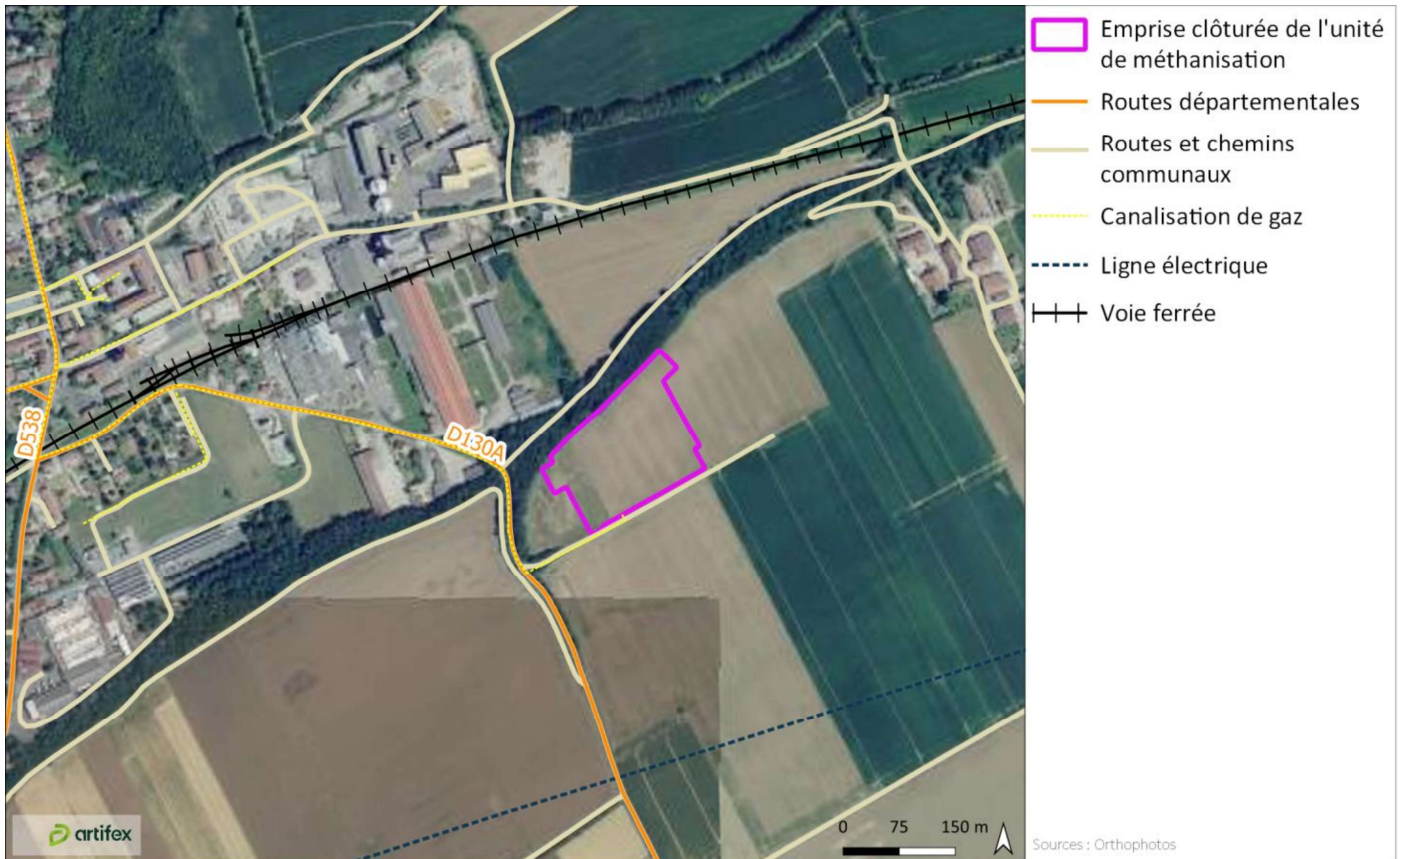 Emprise clôturée de l'unité
de méthanisation
Routes départementales
Routes et chemins
communaux
Canalisation de gaz
Ligne électrique
Voie ferrée
D538
D130A
artifex
0 75 150 m
Sources : Orthophotos